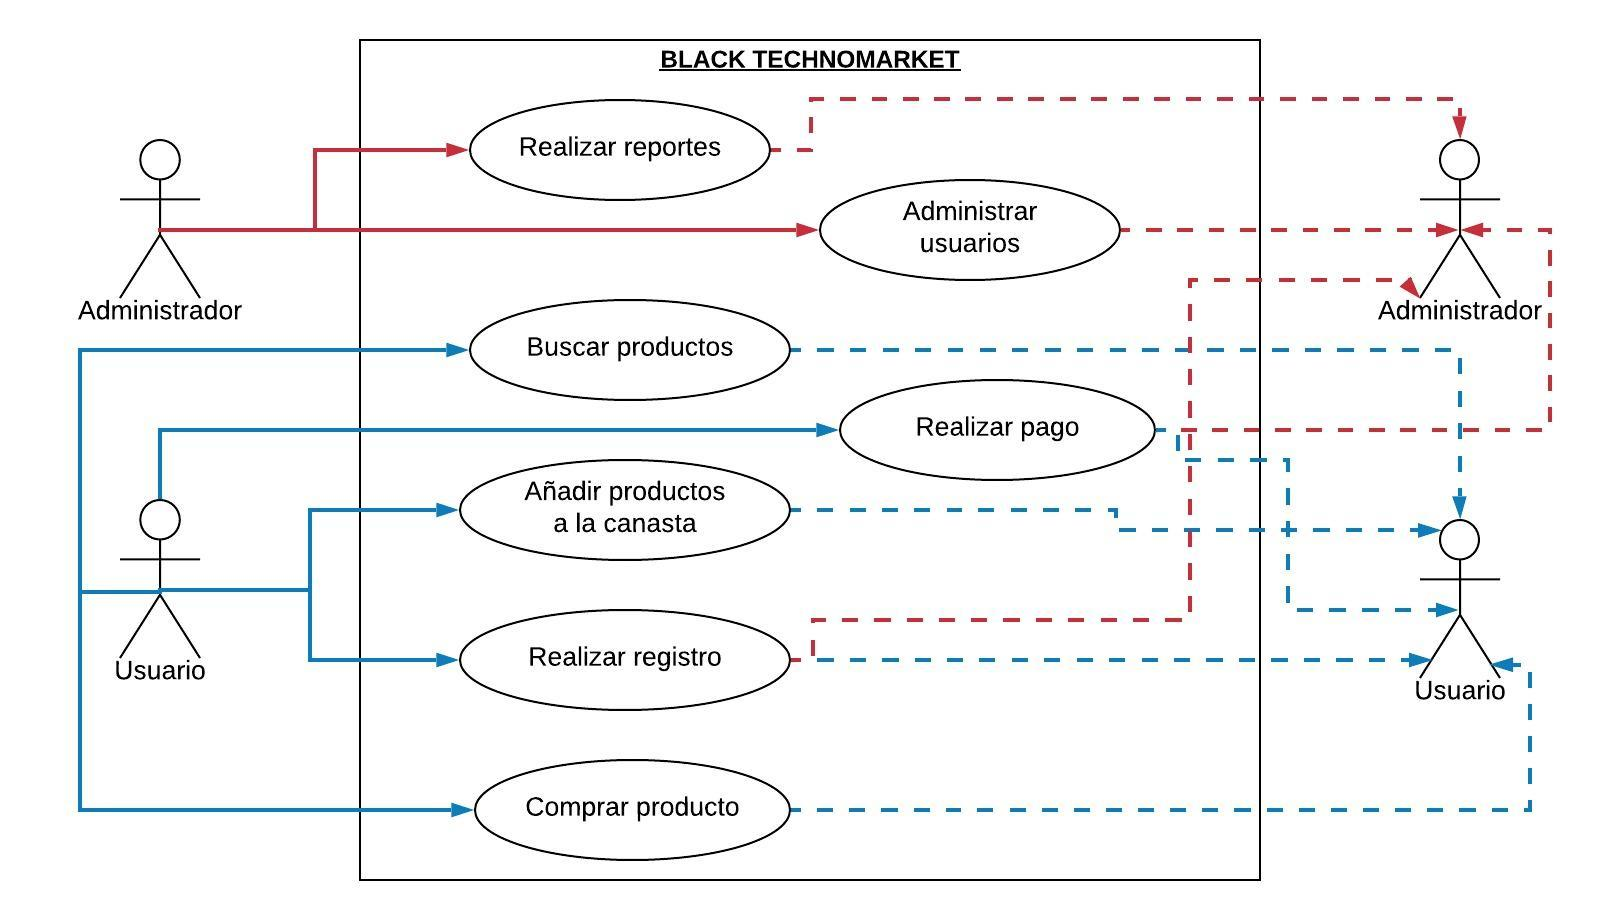 BLACK TECHNOMARKET
Realizar reportes
Administrar
usuarios
Administrador
Administrador
Buscar productos
Realizar pago
Añadir productos
a la canasta
Realizar registro
Usuario
Usuario
Comprar producto